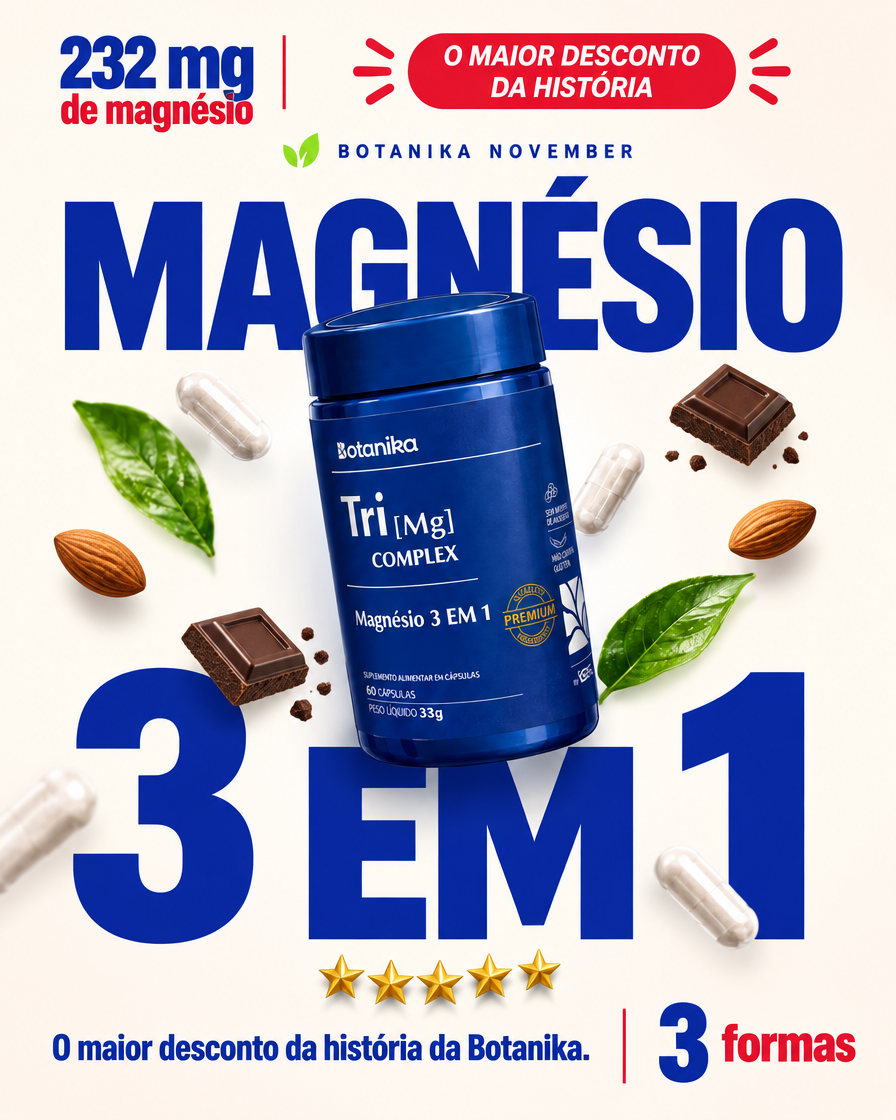 232 mg
de magnésio
O MAIOR DESCONTO
DA HISTÓRIA
BOTANIKA NOVEMBER
MAGNÉSIO
Botanika
Tri [Mg]
COMPLEX
Magnésio 3 EM 1
QUALITY
PREMIUM
SUPLEMENTO ALIMENTAR EM CÁPSULAS
60 CÁPSULAS
PESO LÍQUIDO 33g
3 EM 1
O maior desconto da história da Botanika.
3 formas